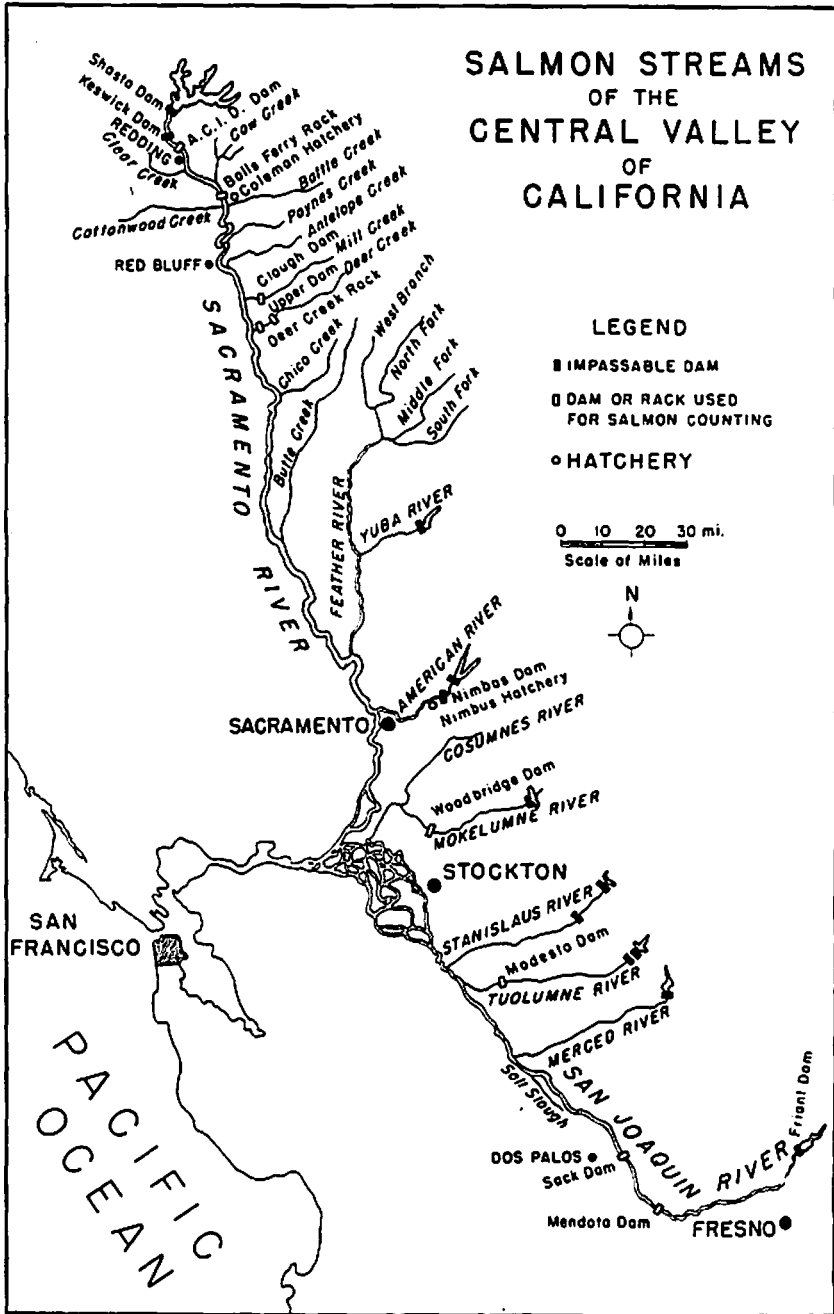 SALMON STREAMS
OF THE
CENTRAL VALLEY
OF
CALIFORNIA
Shasta Dam
Keswick Dam
REDDING
Clear Creek
A.C.I.D. Dam
Cow Creek
Balls Ferry Rack
Coleman Hatchery
Battle Creek
Cottonwood Creek
Paynes Creek
Antelope Creek
RED BLUFF
Clough Dam
Mill Creek
Upper Dam
Deer Creek
Deer Creek Rack
SACRAMENTO
RIVER
Chico Creek
Butte Creek
West Branch
North Fork
Middle Fork
South Fork
FEATHER RIVER
YUBA RIVER
LEGEND
IMPASSABLE DAM
DAM OR RACK USED
FOR SALMON COUNTING
HATCHERY
0 10 20 30 mi.
Scale of Miles
N
AMERICAN RIVER
Nimbas Dam
Nimbus Hatchery
SACRAMENTO
COSUMNES RIVER
Woodbridge Dam
MOKELUMNE RIVER
STOCKTON
SAN
FRANCISCO
STANISLAUS RIVER
Modesto Dam
TUOLUMNE RIVER
MERCED RIVER
Salt Slough
SAN JOAQUIN
RIVER
Friant Dam
DOS PALOS
Sack Dam
Mendota Dam
FRESNO
PACIFIC
OCEAN